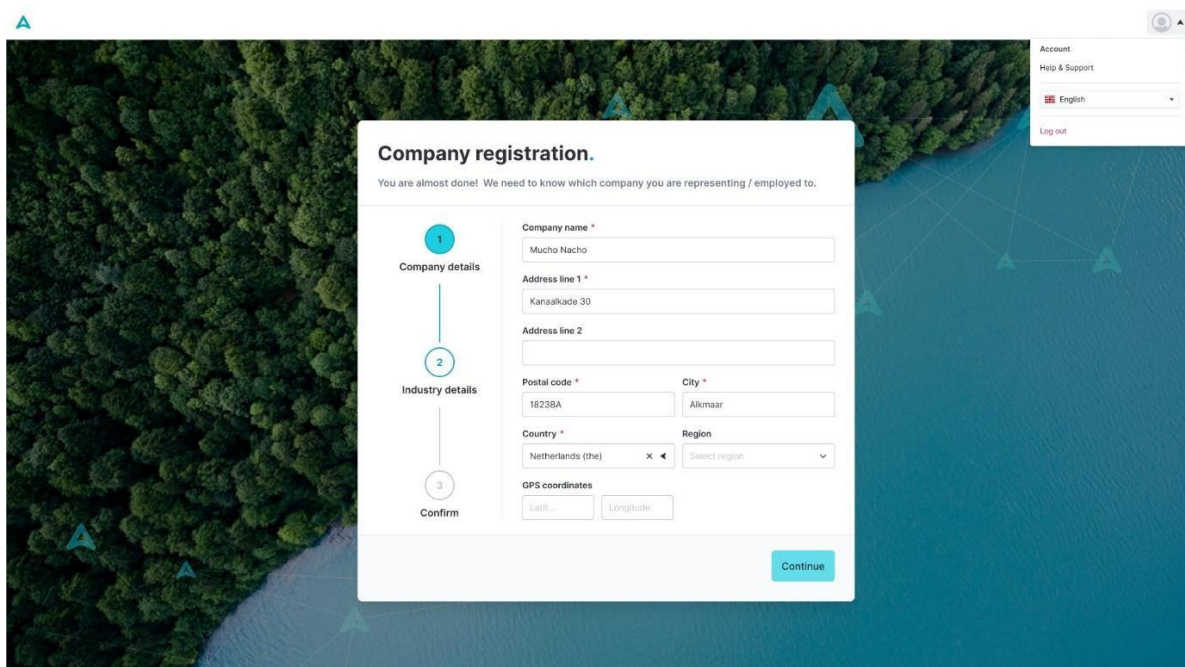 Account
Help & Support
English
Log out
Company registration.
You are almost done! We need to know which company you are representing / employed to.
1
Company details
2
Industry details
3
Confirm
Company name *
Mucho Nacho
Address line 1 *
Kanaalkade 30
Address line 2
Postal code * City *
1823BA Alkmaar
Country * Region
Netherlands (the) Select region
GPS coordinates
Latit... Longitude
Continue